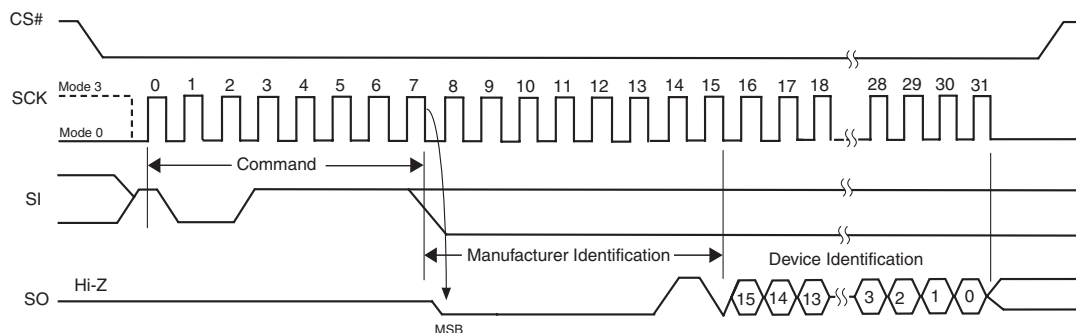 CS#
Mode 3
0 1 2 3 4 5 6 7 8 9 10 11 12 13 14 15 16 17 18 28 29 30 31
SCK
Mode 0
Command
SI
Manufacturer Identification
Device Identification
Hi-Z
SO
15 14 13 3 2 1 0
MSB